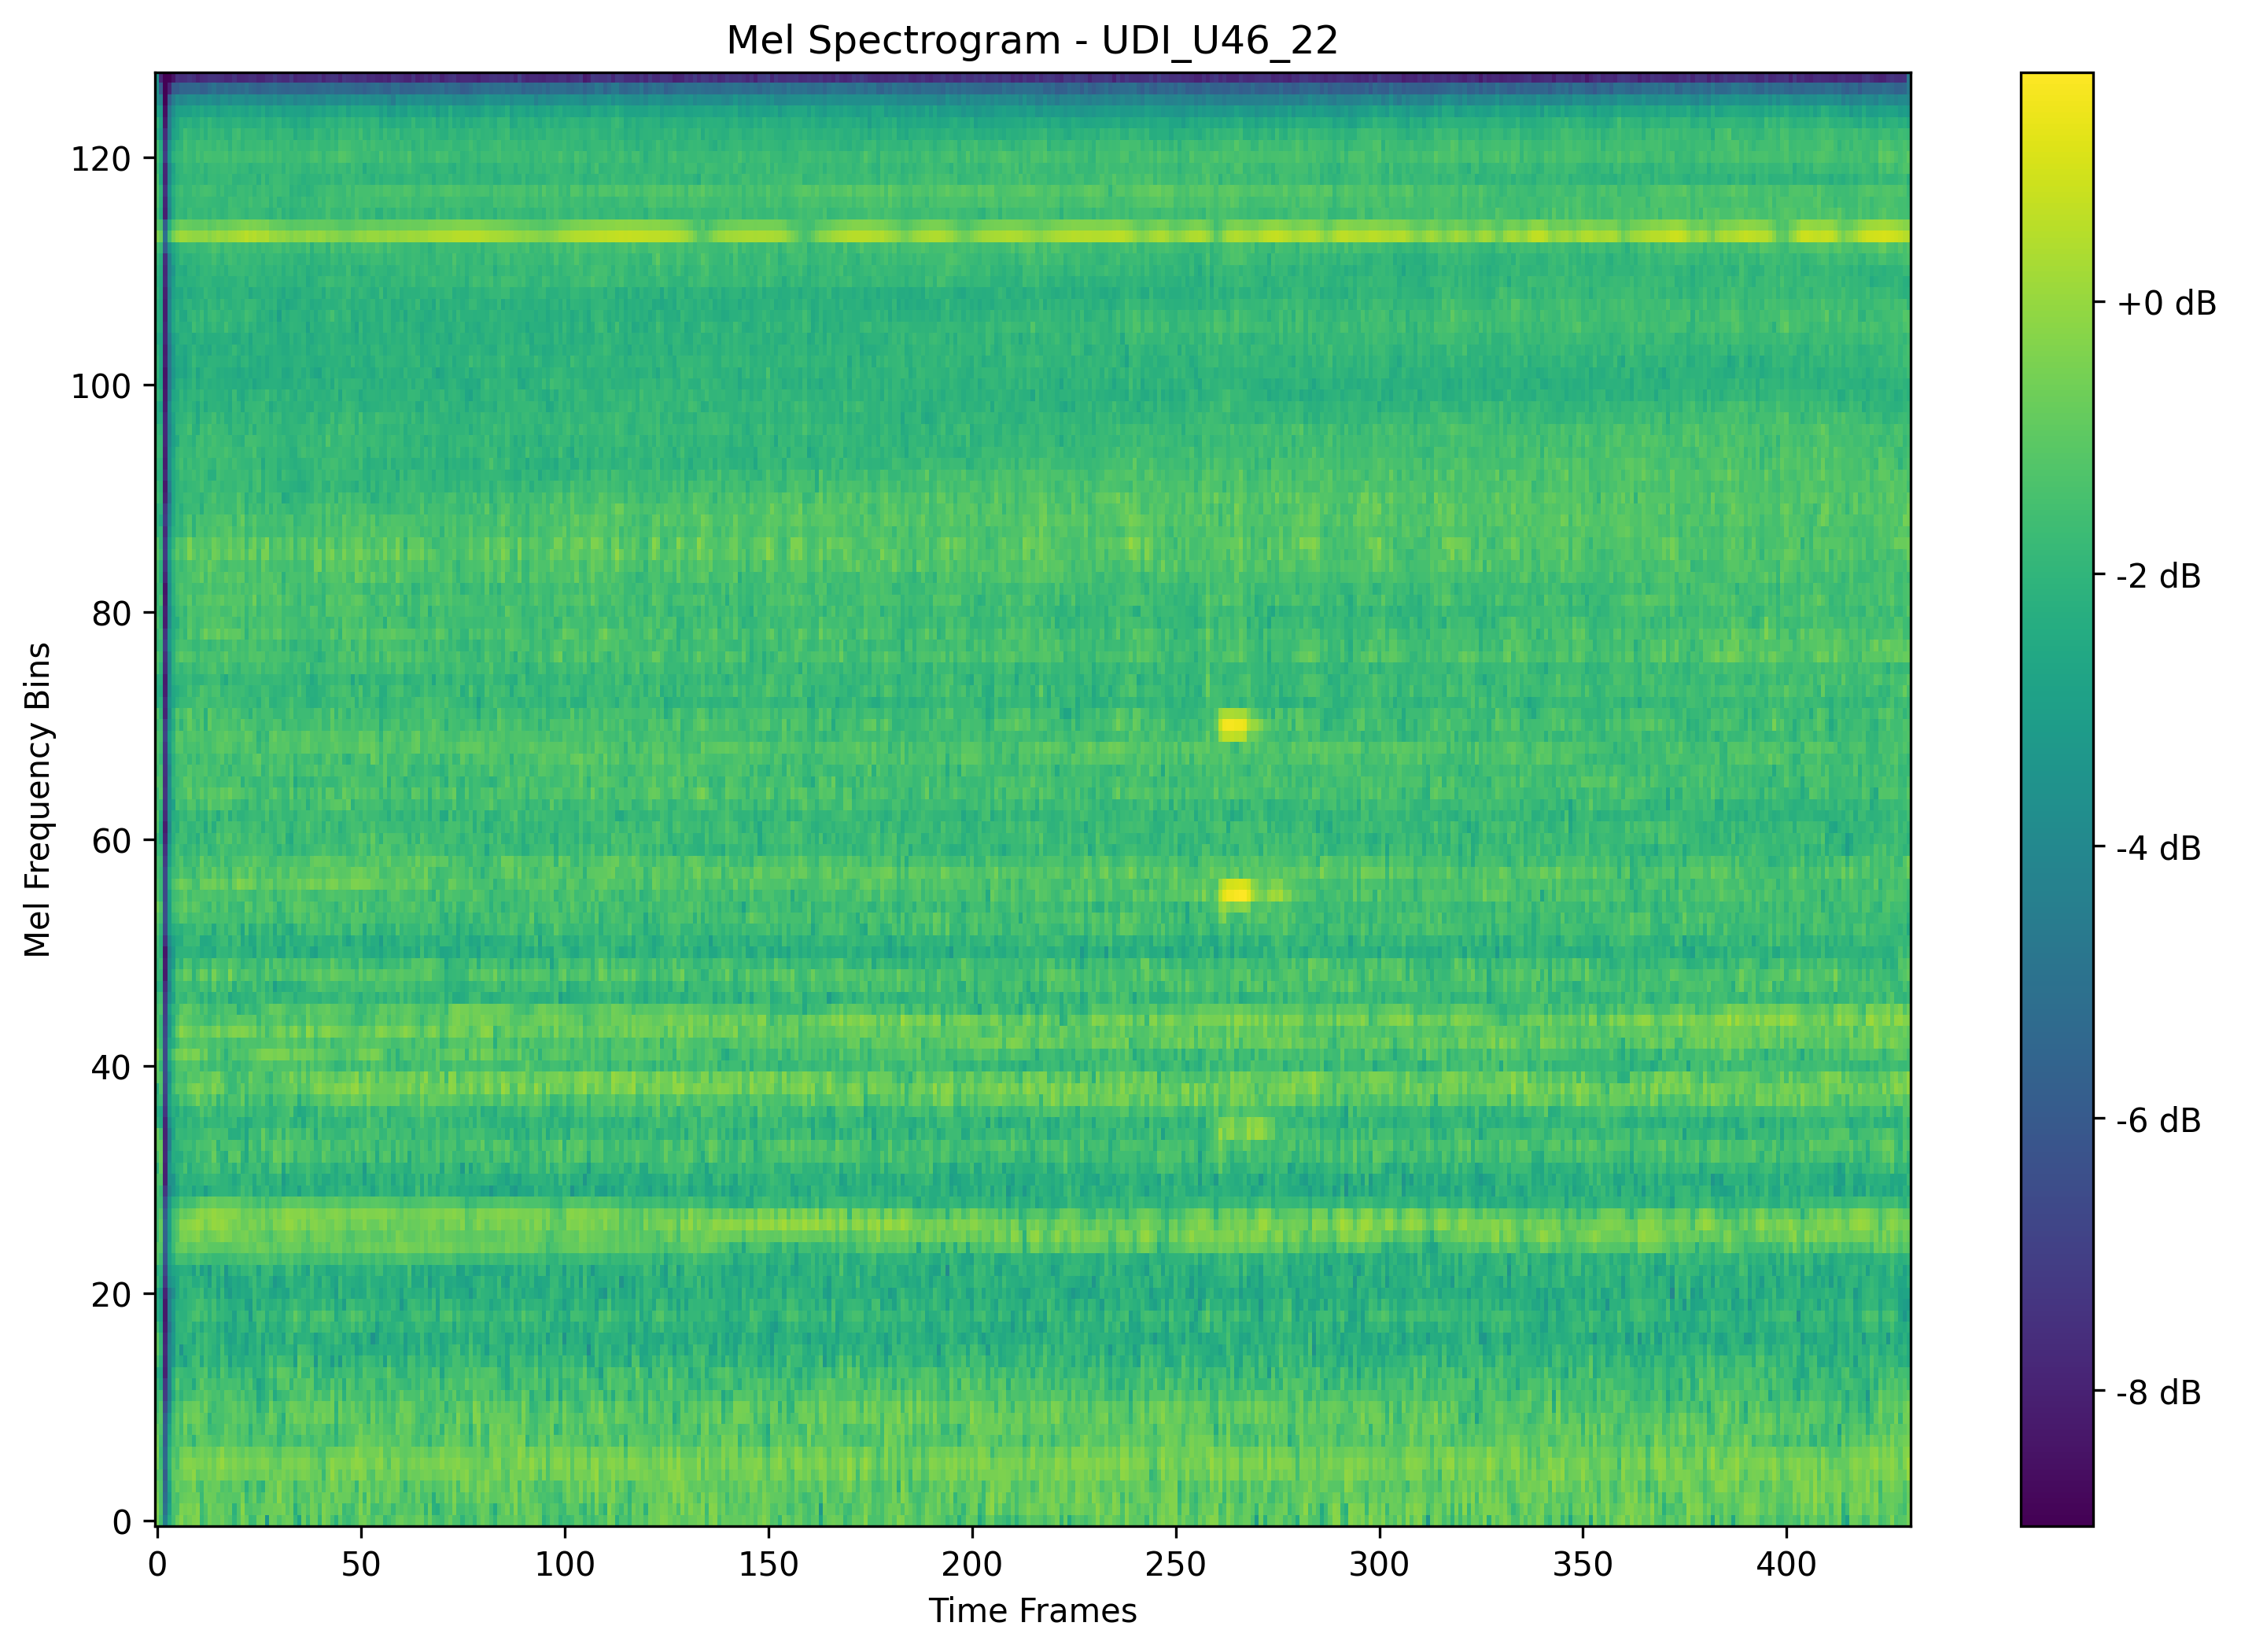 Mel Spectrogram - UDI_U46_22
120
100
80
60
40
20
0
Mel Frequency Bins
0 50 100 150 200 250 300 350 400
Time Frames
+0 dB
-2 dB
-4 dB
-6 dB
-8 dB